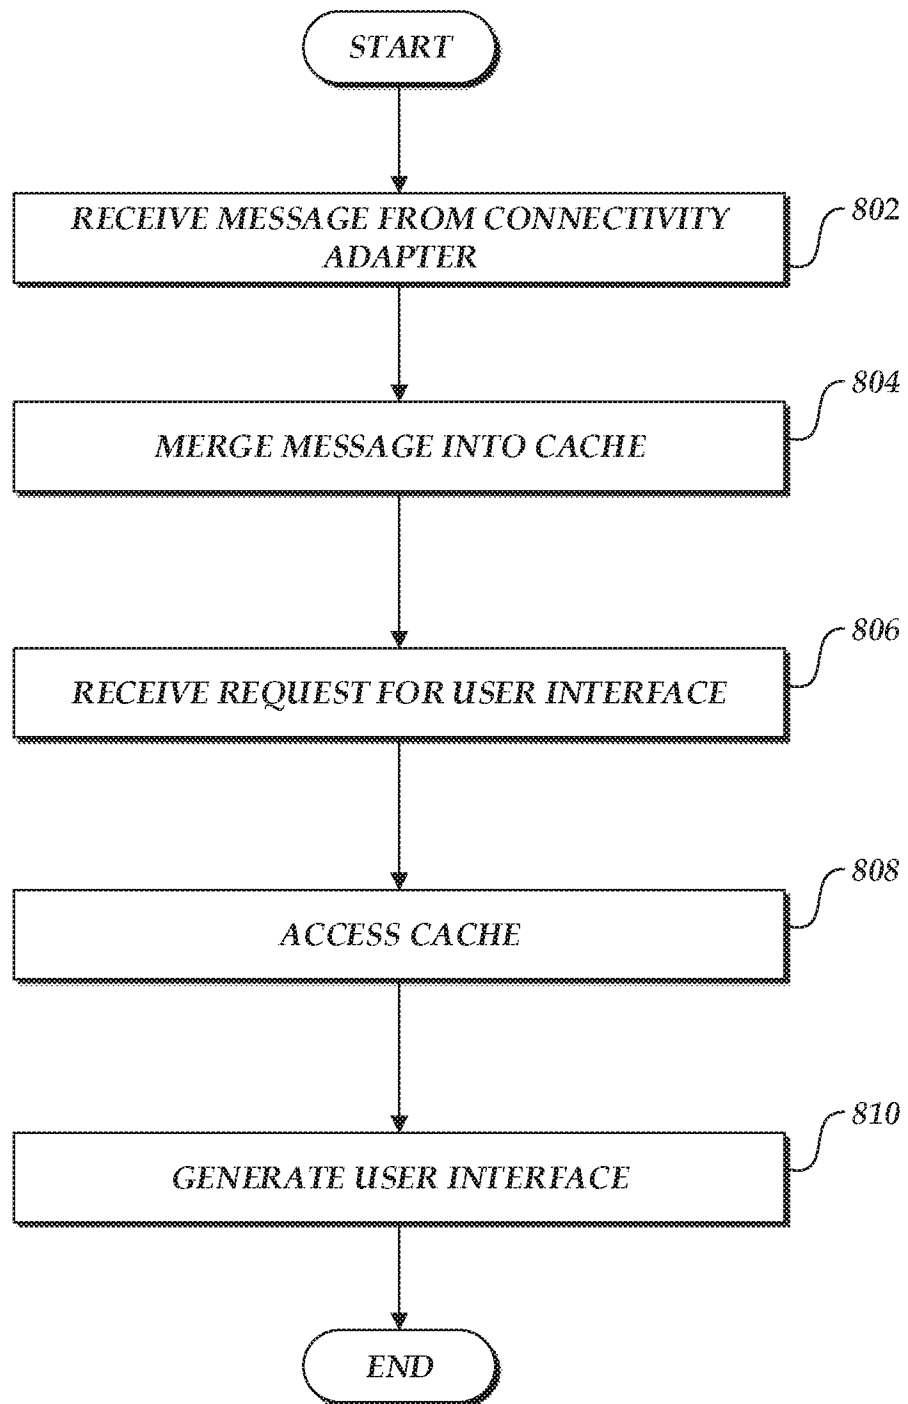 START
RECEIVE MESSAGE FROM CONNECTIVITY
ADAPTER
802
MERGE MESSAGE INTO CACHE
804
RECEIVE REQUEST FOR USER INTERFACE
806
ACCESS CACHE
808
GENERATE USER INTERFACE
810
END